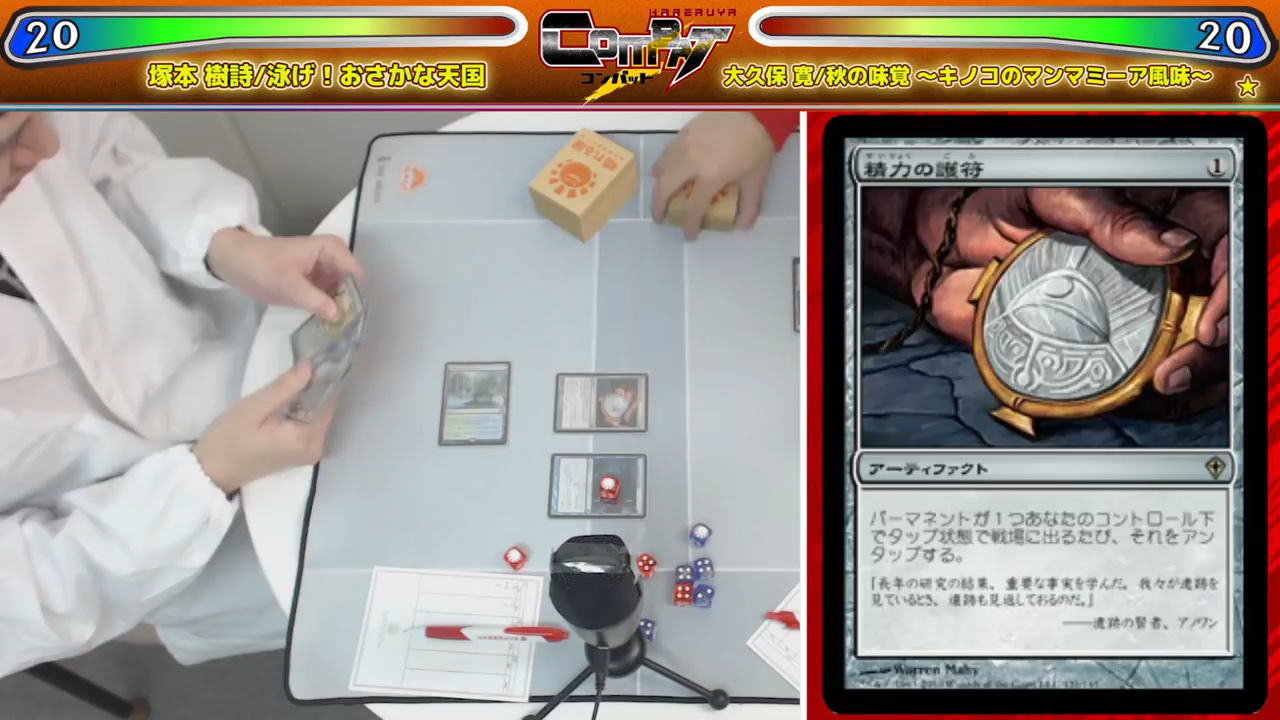 20
塚本 樹詩/泳げ!おさかな天国
KARERUYA
COMBAT
コンバット
20
大久保 寛/秋の味覚 ~キノコのマンマミーア風味~
精力の護符
1
アーティファクト
パーマネントが1つあなたのコントロール下
でタップ状態で戦場に出るたび、それをアン
タップする。
「長年の研究の結果、重要な事実を学んだ。我々が遺跡を
見ているとき、遺跡も見返しておるのだ。」
――遺跡の賢者、アノワン
Warren Mahy
晴れる屋